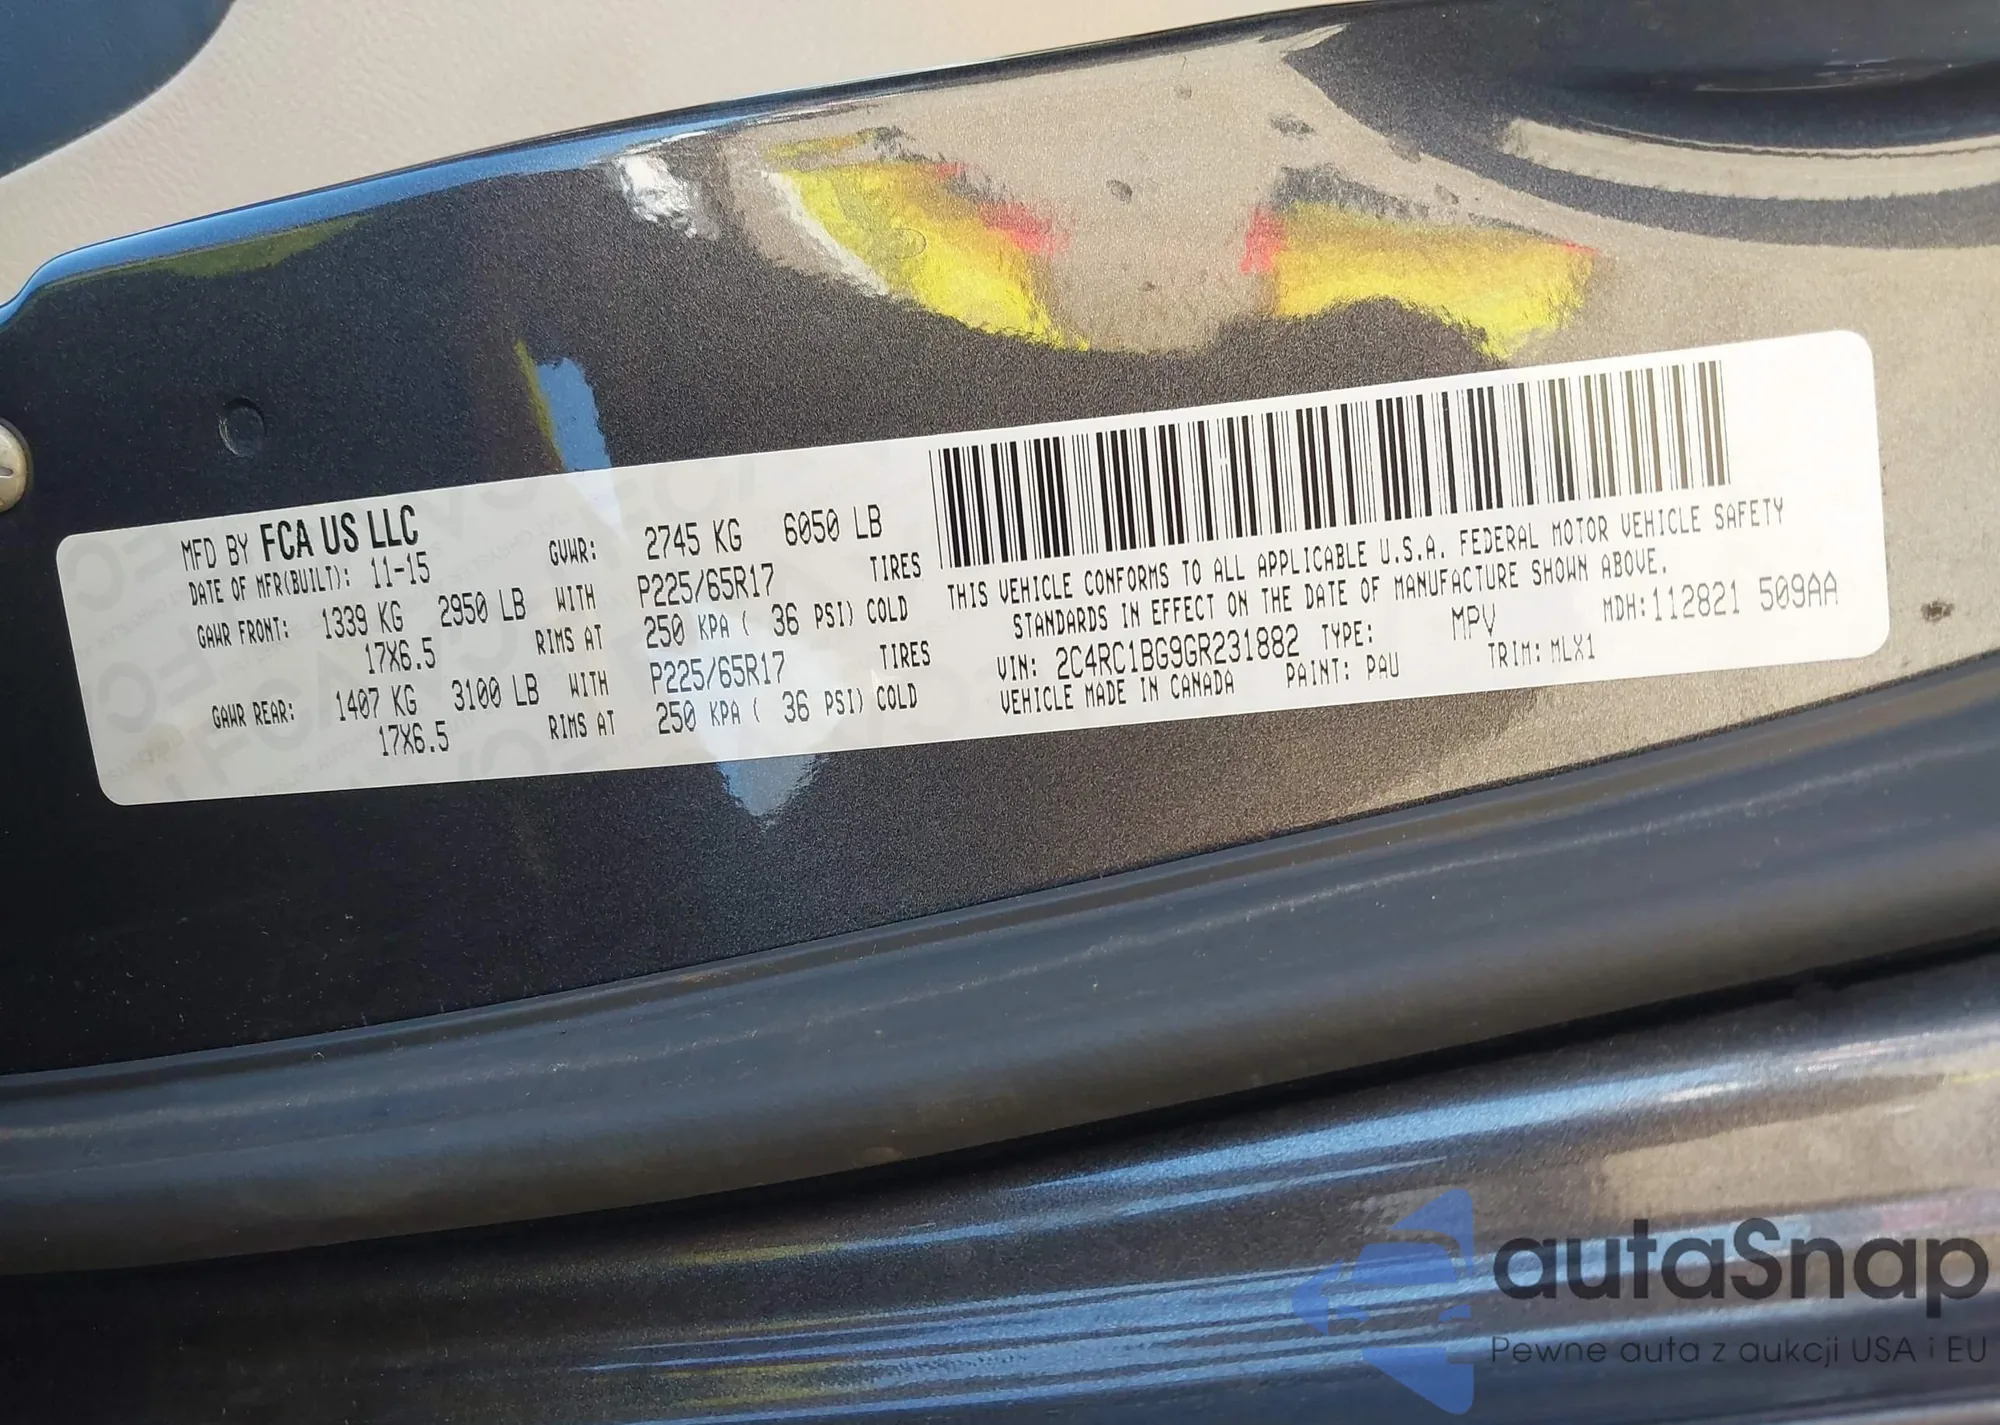 MFD BY FCA US LLC
DATE OF MFR(BUILT): 11-15
GVWR: 2745 KG 6050 LB
GAWR FRONT: 1339 KG 2950 LB WITH P225/65R17 TIRES
17X6.5 RIMS AT 250 KPA ( 36 PSI) COLD
GAWR REAR: 1407 KG 3100 LB WITH P225/65R17 TIRES
17X6.5 RIMS AT 250 KPA ( 36 PSI) COLD
THIS VEHICLE CONFORMS TO ALL APPLICABLE U.S.A. FEDERAL MOTOR VEHICLE SAFETY
STANDARDS IN EFFECT ON THE DATE OF MANUFACTURE SHOWN ABOVE.
MDH:112821 509AA
VIN: 2C4RC1BG9GR231882 TYPE: MPV
VEHICLE MADE IN CANADA PAINT: PAU TRIM: MLX1
autaSnap
Pewne auta z aukcji USA i EU